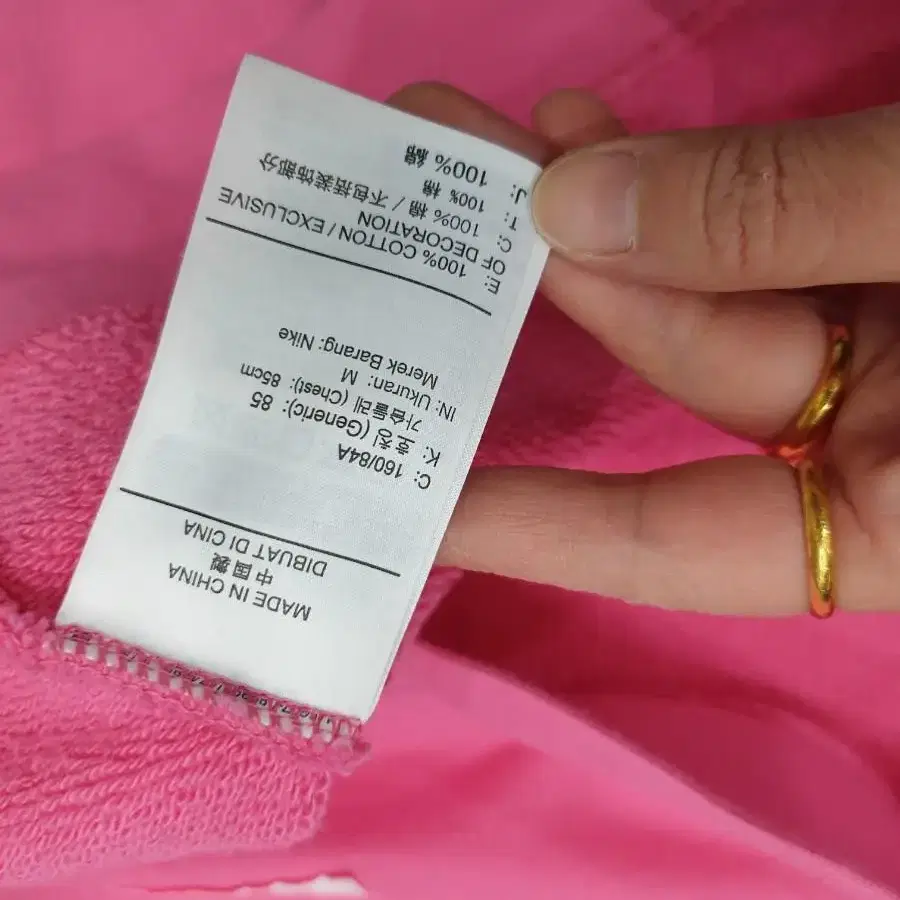 MADE IN CHINA
中国製
DIBUAT DI CINA
C: 160/84A
K: 호칭 (Generic): 85
가슴둘레 (Chest): 85cm
IN: Ukuran: M
Merek Barang: Nike
E: 100% COTTON / EXCLUSIVE
OF DECORATION
C: 100% 棉 / 不包括装饰部分
T: 100% 棉
J: 100% 綿